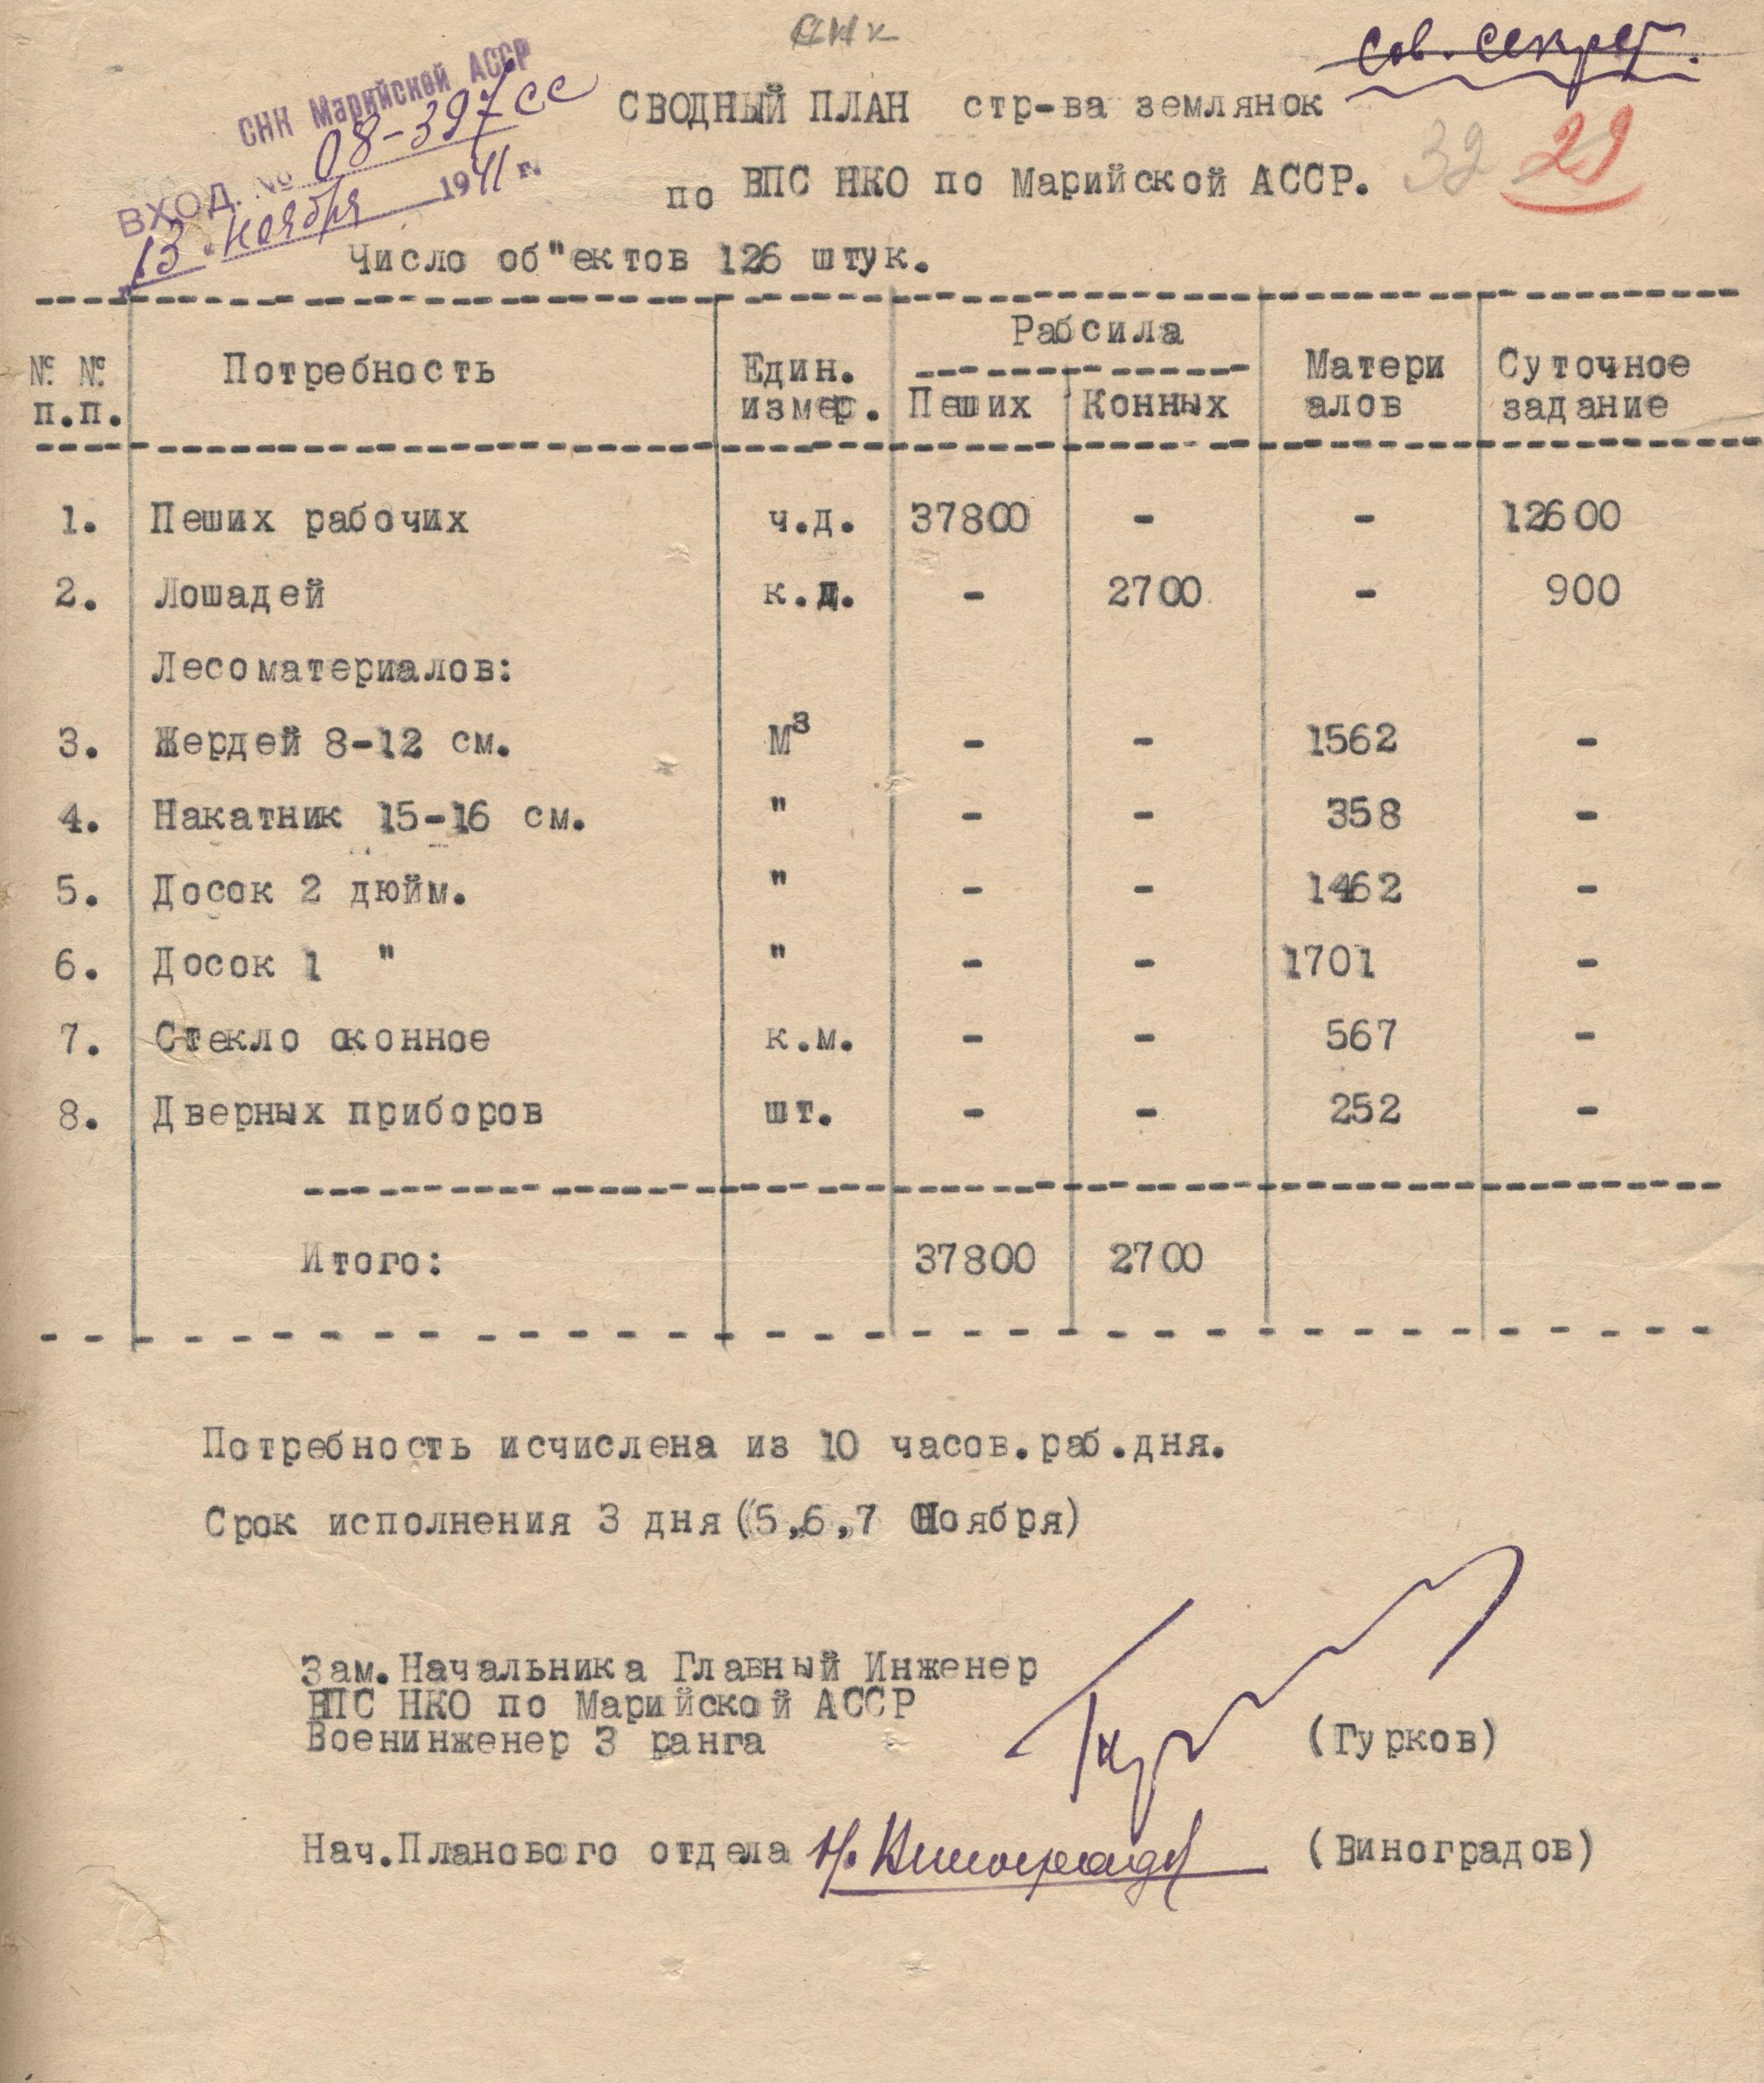 СНК
Сов. секрет.
СНК Марийской АССР
ВХОД. № 08-397сс
"13" ноября 1941 г.
СВОДНЫЙ ПЛАН стр-ва землянок
32 29
по ВПС НКО по Марийской АССР.
Число об"ектов 126 штук.
№ № п.п. Потребность Един. измер. Рабсила Пеших Конных Матери алов Суточное задание
1. Пеших рабочих ч.д. 37800 - - 12600
2. Лошадей к.д. - 2700 - 900
Лесоматериалов:
3. Жердей 8-12 см. М³ - - 1562 -
4. Накатник 15-16 см. " - - 358 -
5. Досок 2 дюйм. " - - 1462 -
6. Досок 1 " " - - 1701 -
7. Стекло оконное к.м. - - 567 -
8. Дверных приборов шт. - - 252 -
Итого: 37800 2700
Потребность исчислена из 10 часов.раб.дня.
Срок исполнения 3 дня (5,6,7 Ноября)
Зам.Начальника Главный Инженер
ВПС НКО по Марийской АССР
Военинженер 3 ранга (Гурков)
Нач.Планового отдела Н. Виноградов (Виноградов)